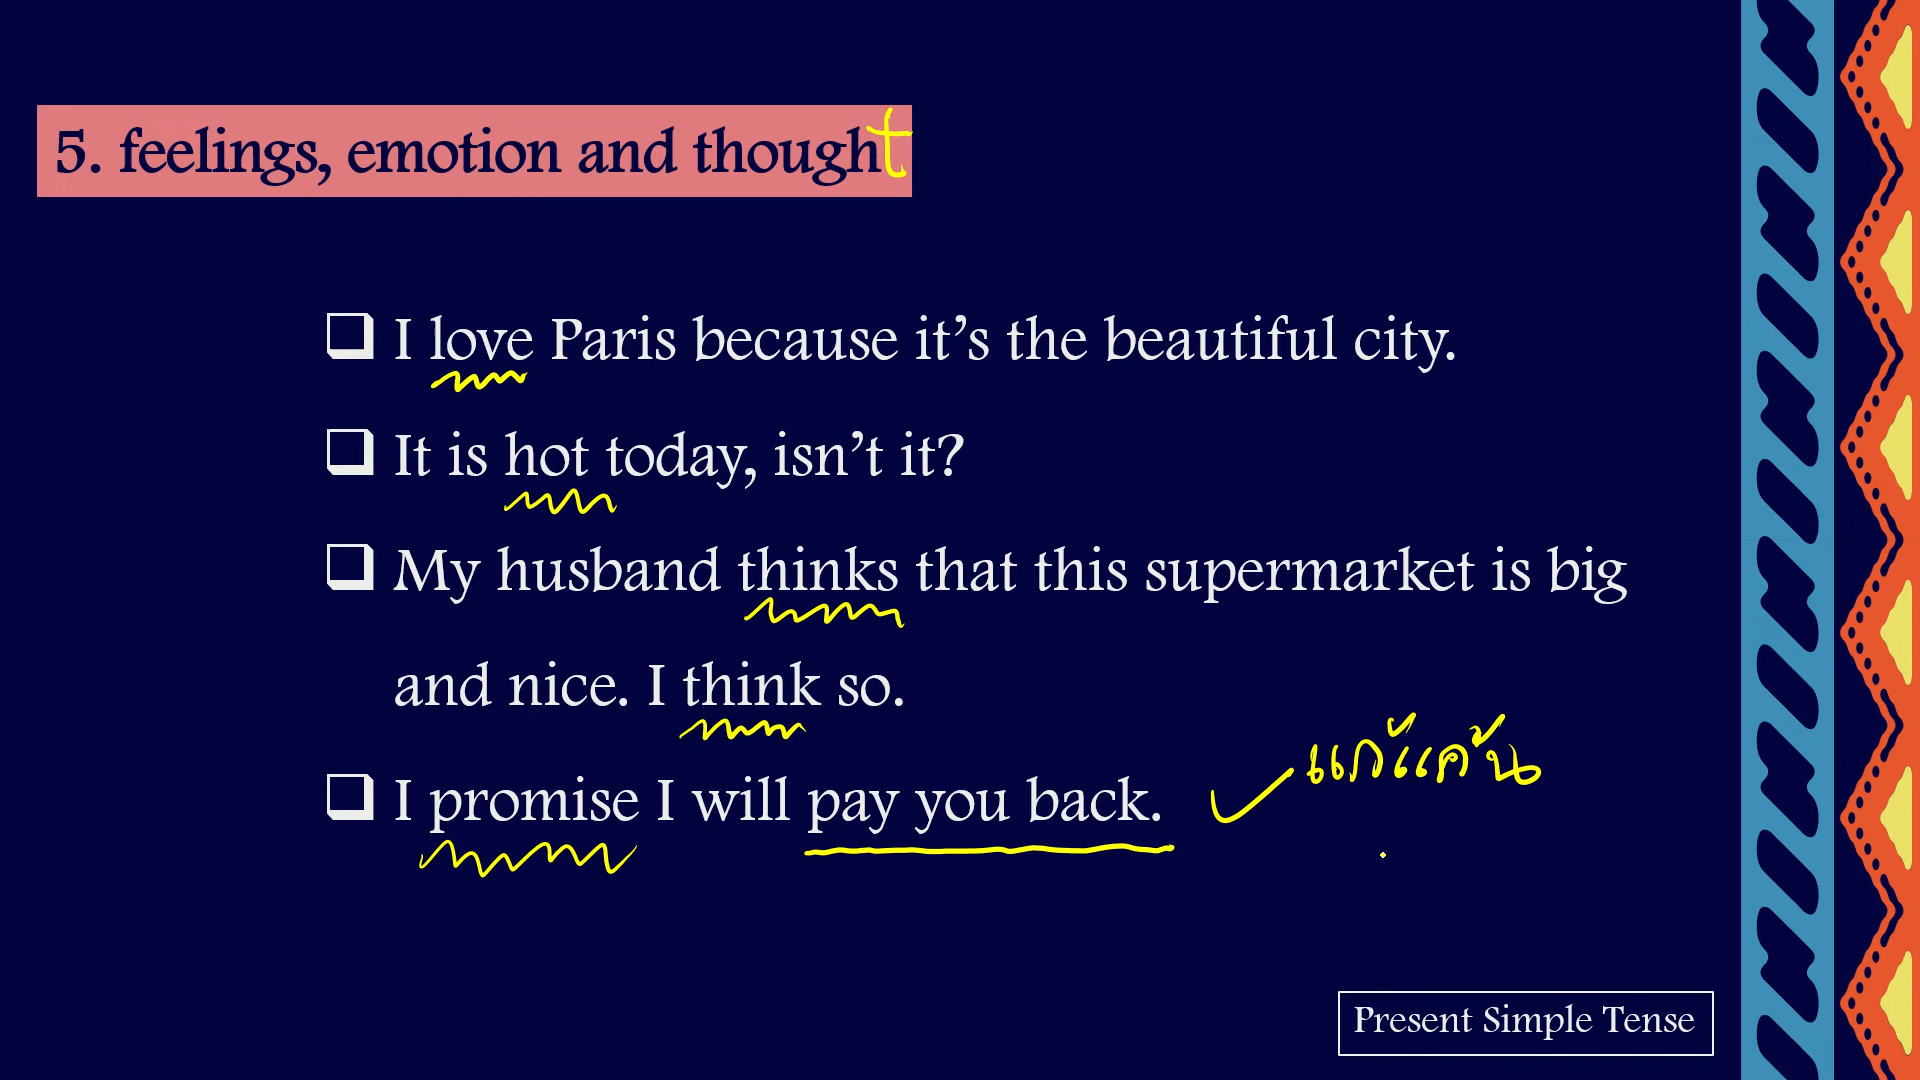 5. feelings, emotion and thought
❑ I love Paris because it’s the beautiful city.
❑ It is hot today, isn’t it?
❑ My husband thinks that this supermarket is big
and nice. I think so.
แก้แค้น
❑ I promise I will pay you back.
Present Simple Tense